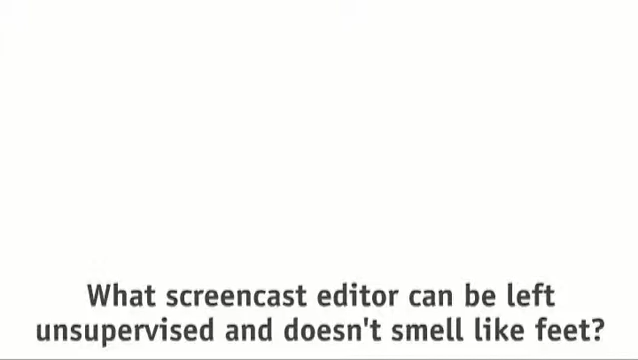 What screencast editor can be left
unsupervised and doesn't smell like feet?